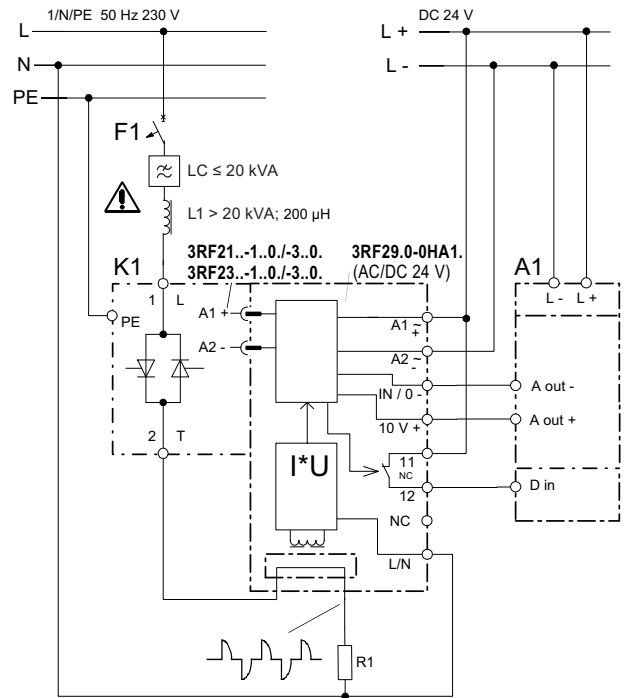 1/N/PE 50 Hz 230 V
L
N
PE
DC 24 V
L +
L -
F1
LC ≤ 20 kVA
L1 > 20 kVA; 200 µH
3RF21..-1..0./-3..0.
3RF23..-1..0./-3..0.
3RF29.0-0HA1.
(AC/DC 24 V)
K1
A1
1 L
PE
A1 +
A2 -
A1 ~
+
A2 ~
-
IN / 0 -
10 V +
L - L +
A out -
A out +
2 T
I*U
11
NC
12
D in
NC
L/N
R1